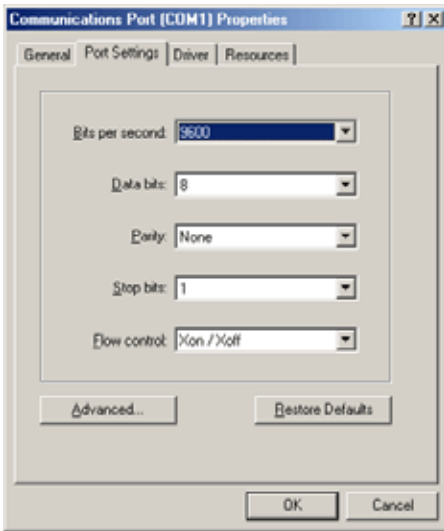 Communications Port (COM1) Properties
General Port Settings Driver Resources
Bits per second: 9600
Data bits: 8
Parity: None
Stop bits: 1
Flow control: Xon / Xoff
Advanced... Restore Defaults
OK Cancel